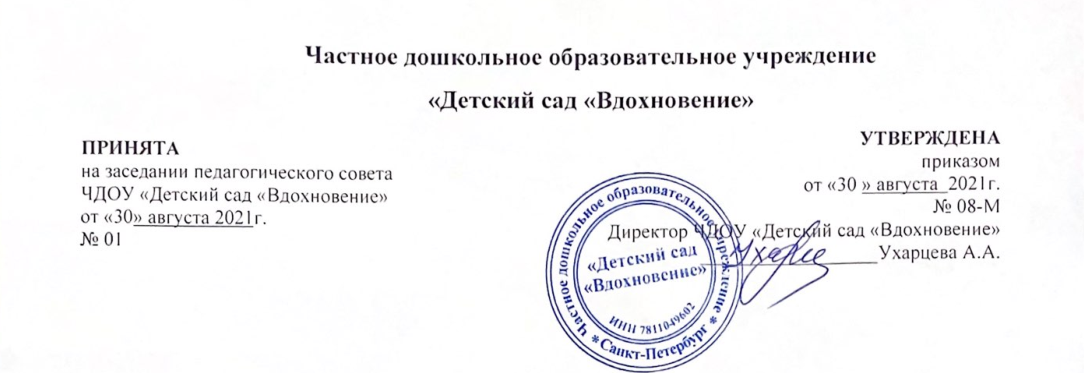 Частное дошкольное образовательное учреждение
«Детский сад «Вдохновение»
ПРИНЯТА
на заседании педагогического совета
ЧДОУ «Детский сад «Вдохновение»
от «30» августа 2021г.
№ 01
УТВЕРЖДЕНА
приказом
от «30 » августа 2021г.
№ 08-М
Директор ЧДОУ «Детский сад «Вдохновение»
Ухарцева А.А.
Частное дошкольное образовательное учреждение
«Детский сад
«Вдохновение»
ИНН 7811049602
* Санкт-Петербург *